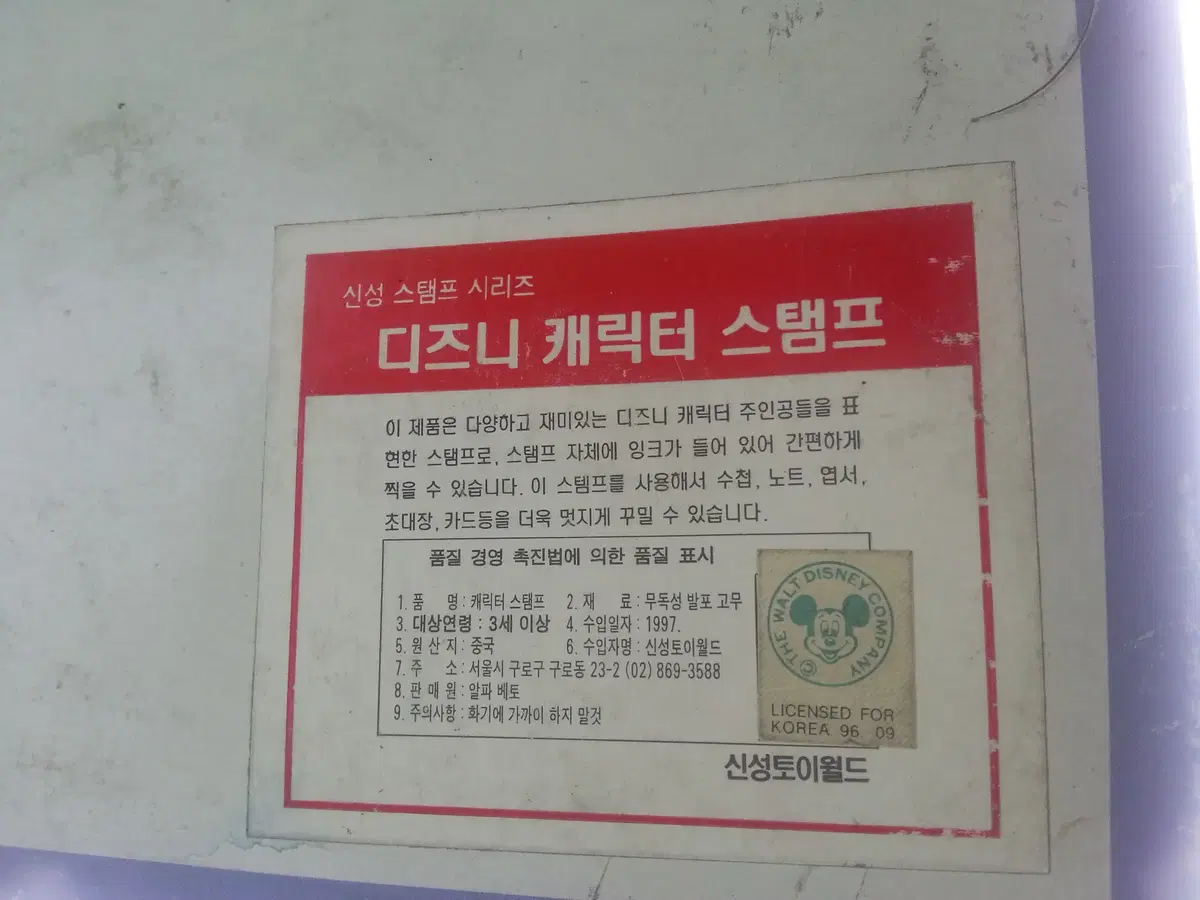 신성 스탬프 시리즈
디즈니 캐릭터 스탬프
이 제품은 다양하고 재미있는 디즈니 캐릭터 주인공들을 표
현한 스탬프로, 스탬프 자체에 잉크가 들어 있어 간편하게
찍을 수 있습니다. 이 스템프를 사용해서 수첩, 노트, 엽서,
초대장, 카드등을 더욱 멋지게 꾸밀 수 있습니다.
품질 경영 촉진법에 의한 품질 표시
1. 품 명 : 캐릭터 스탬프 2. 재 료 : 무독성 발포 고무
3. 대상연령 : 3세 이상 4. 수입일자 : 1997.
5. 원 산 지 : 중국 6. 수입자명 : 신성토이월드
7. 주 소 : 서울시 구로구 구로동 23-2 (02) 869-3588
8. 판 매 원 : 알파 베토
9. 주의사항 : 화기에 가까이 하지 말것
© THE WALT DISNEY COMPANY
LICENSED FOR
KOREA 96 09
신성토이월드